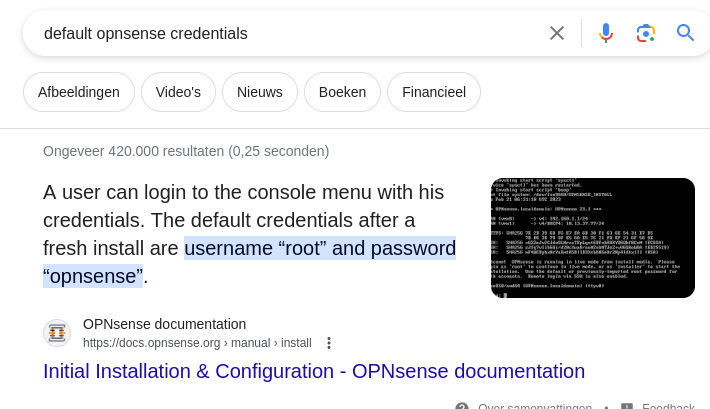 default opnsense credentials
Afbeeldingen
Video's
Nieuws
Boeken
Financieel
Ongeveer 420.000 resultaten (0,25 seconden)
A user can login to the console menu with his
credentials. The default credentials after a
fresh install are username “root” and password
“opnsense”.
OPNsense documentation
https://docs.opnsense.org › manual › install
Initial Installation & Configuration - OPNsense documentation
Over samenvattingen • Feedback